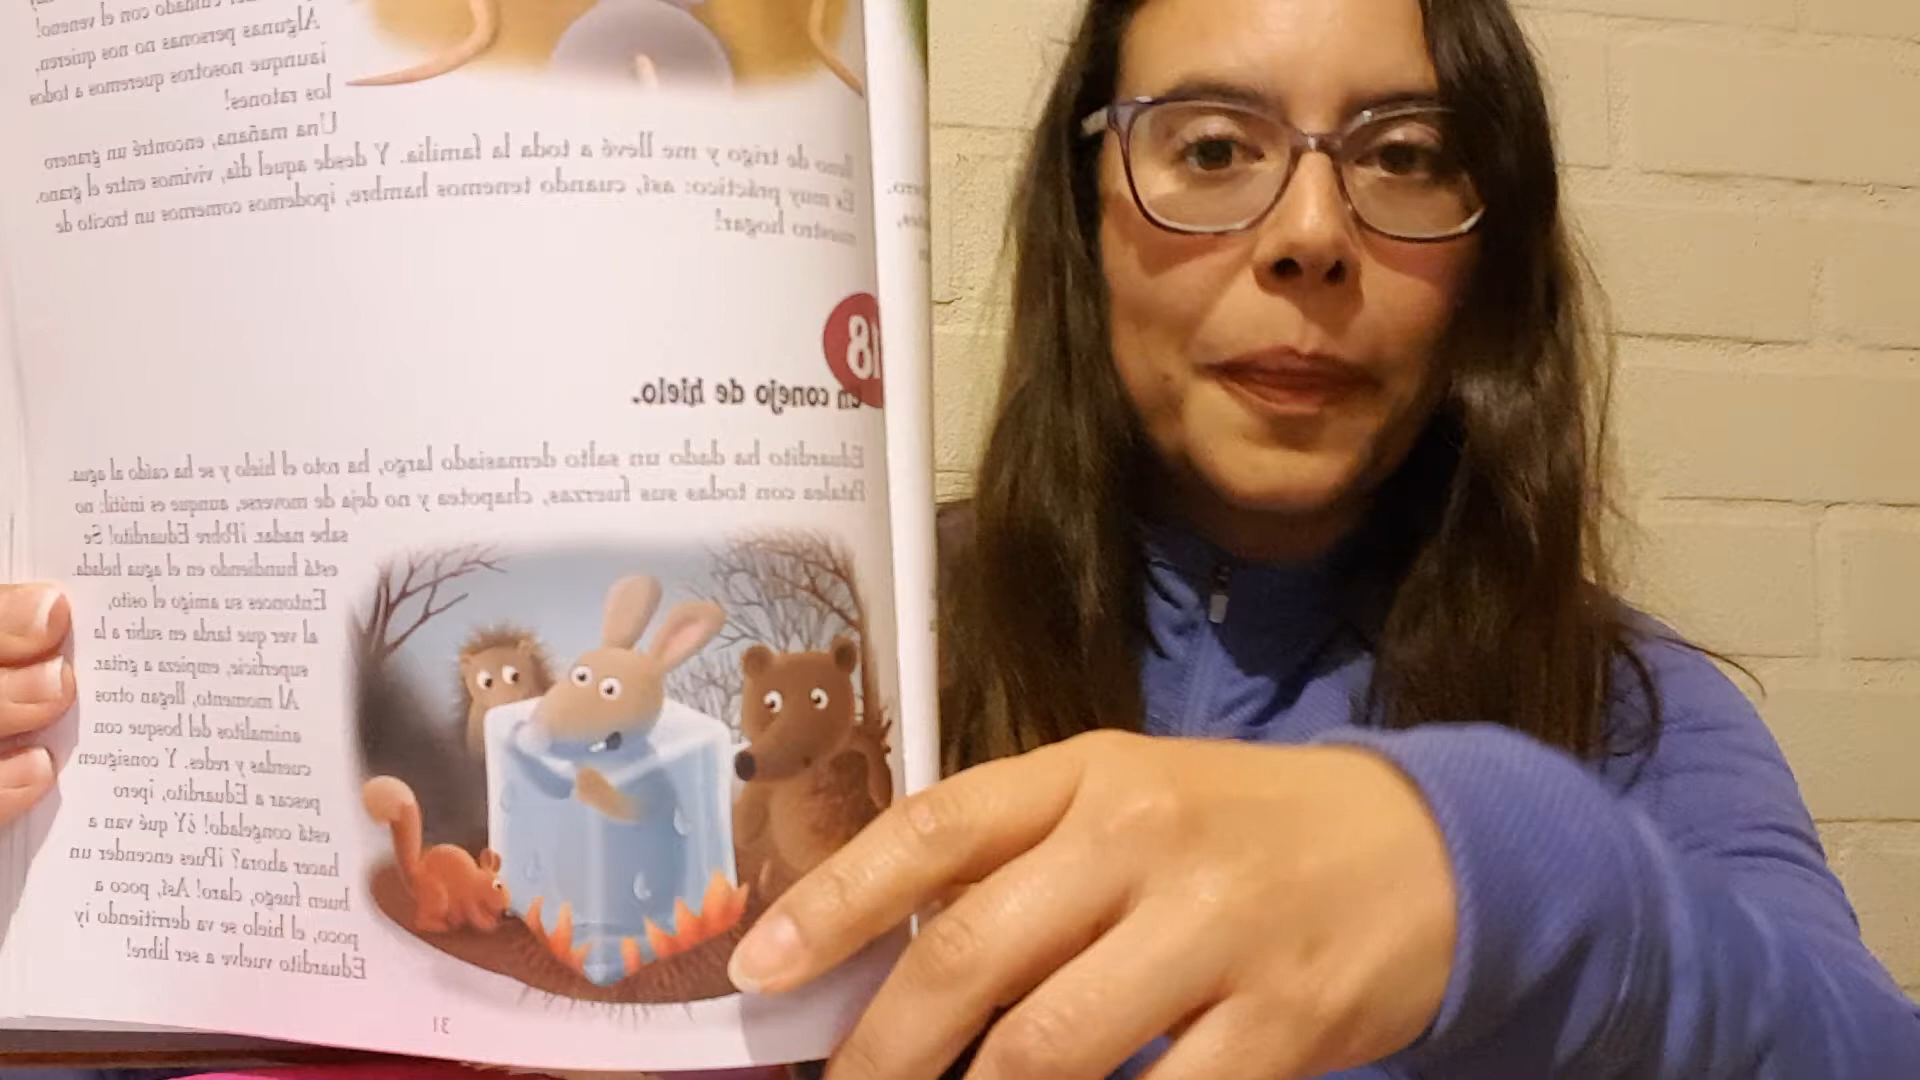 cuidado con el veneno!
Algunas personas no nos quieren,
¡aunque nosotros queremos a todos
los ratones!
Una mañana, encontré un granero
lleno de trigo y me llevé a toda la familia. Y desde aquel día, vivimos entre el grano.
Es muy práctico: así, cuando tenemos hambre, ¡podemos comernos un trocito de
nuestro hogar!
18
conejo de hielo.
Eduardito ha dado un salto demasiado largo, ha roto el hielo y se ha caído al agua.
Patalea con todas sus fuerzas, chapotea y no deja de moverse, aunque es inútil: no
sabe nadar. ¡Pobre Eduardito! Se
está hundiendo en el agua helada.
Entonces su amigo el osito,
al ver que tarda en subir a la
superficie, empieza a gritar.
Al momento, llegan otros
animalitos del bosque con
cuerdas y redes. Y consiguen
pescar a Eduardito, ¡pero
está congelado! ¿Y qué van a
hacer ahora? ¡Pues encender un
buen fuego, claro! Así, poco a
poco, el hielo se va derritiendo ¡y
Eduardito vuelve a ser libre!
31